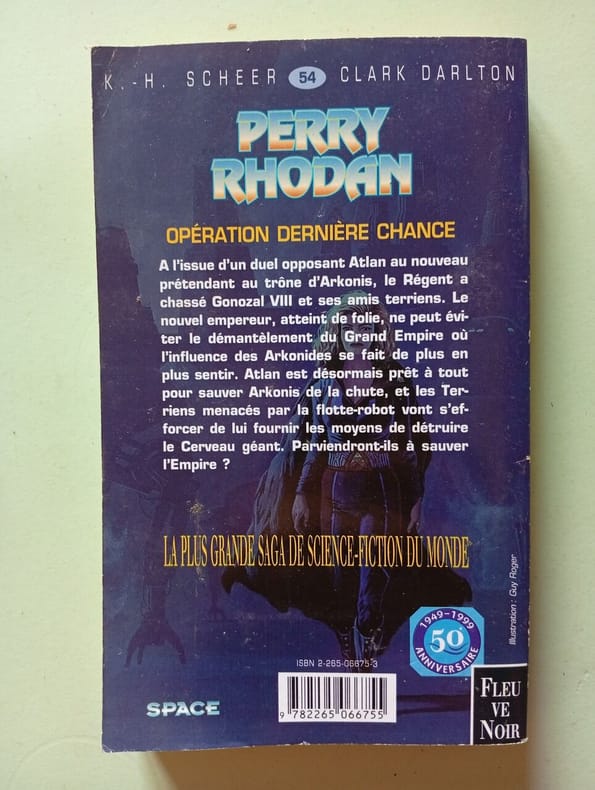 K.-H. SCHEER 54 CLARK DARLTON
PERRY
RHODAN
OPÉRATION DERNIÈRE CHANCE
A l'issue d'un duel opposant Atlan au nouveau
prétendant au trône d'Arkonis, le Régent a
chassé Gonozal VIII et ses amis terriens. Le
nouvel empereur, atteint de folie, ne peut évi-
ter le démantèlement du Grand Empire où
l'influence des Arkonides se fait de plus en
plus sentir. Atlan est désormais prêt à tout
pour sauver Arkonis de la chute, et les Ter-
riens menacés par la flotte-robot vont s'ef-
forcer de lui fournir les moyens de détruire
le Cerveau géant. Parviendront-ils à sauver
l'Empire ?
LA PLUS GRANDE SAGA DE SCIENCE-FICTION DU MONDE
Illustration : Guy Roger
1949-1999
50
ANNIVERSAIRE
ISBN 2-265-06675-3
9 782265 066755
SPACE
FLEU
VE
NOIR